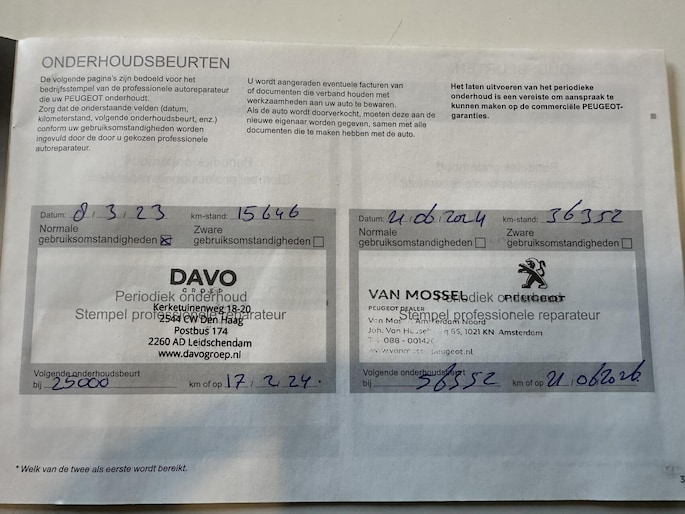 ONDERHOUDSBEURTEN
De volgende pagina's zijn bedoeld voor het
bedrijfsstempel van de professionele autoreparateur
die uw PEUGEOT onderhoudt.
Zorg dat de onderstaande velden (datum,
kilometerstand, volgende onderhoudsbeurt, enz.)
conform uw gebruiksomstandigheden worden
ingevuld door de door u gekozen professionele
autoreparateur.
U wordt aangeraden eventuele facturen van
of documenten die verband houden met
werkzaamheden aan uw auto te bewaren.
Als de auto wordt doorverkocht, moeten deze aan de
nieuwe eigenaar worden gegeven, samen met alle
documenten die te maken hebben met de auto.
Het laten uitvoeren van het periodieke
onderhoud is een vereiste om aanspraak te
kunnen maken op de commerciële PEUGEOT-
garanties.
Datum: 8/3/23 km-stand: 15646
Normale
gebruiksomstandigheden
Zware
gebruiksomstandigheden
DAVO
GROEP
Periodiek onderhoud
Kerketuinenweg 18-20
Stempel professionele reparateur
2544 CW Den Haag
Postbus 174
2260 AD Leidschendam
www.davogroep.nl
Volgende onderhoudsbeurt
bij 25000 km of op 17/2/24.
Datum: 21/06/2024 km-stand: 36352
Normale
gebruiksomstandigheden
Zware
gebruiksomstandigheden
VAN MOSSEL PEUGEOT
Periodiek onderhoud
PEUGEOT DEALER
Stempel professionele reparateur
Amsterdam Noord
65, 1021 KN Amsterdam
088 -
Volgende onderhoudsbeurt
bij 56352 km of op 21/06/2026
* Welk van de twee als eerste wordt bereikt.
3